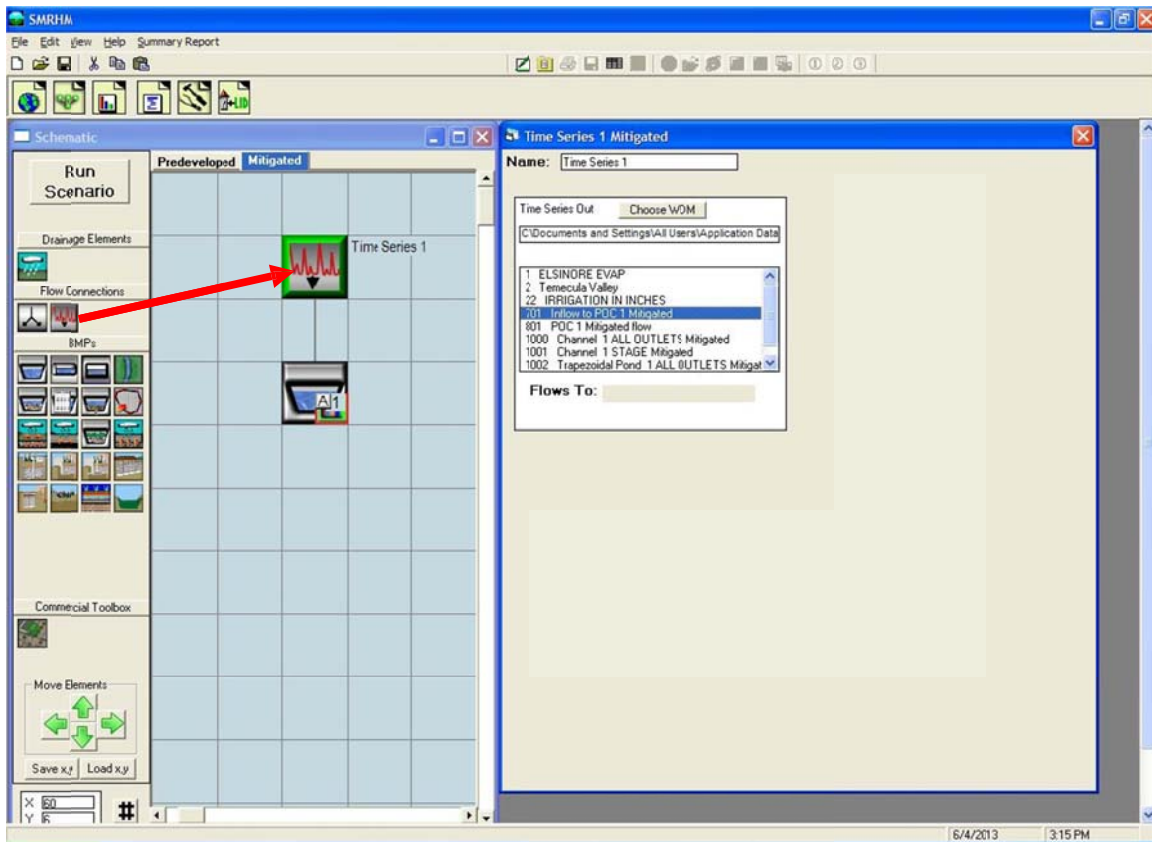 SMRHM
File Edit View Help Summary Report
Schematic
Run
Scenario
Predeveloped Mitigated
Drainage Elements
Flow Connections
BMPs
Time Series 1
A 1
Commercial Toolbox
Move Elements
Save x,y Load x,y
X 60
Y 6
#
Time Series 1 Mitigated
Name: Time Series 1
Time Series Out Choose WDM
C:\Documents and Settings\All Users\Application Data
1 ELSINORE EVAP
2 Temecula Valley
22 IRRIGATION IN INCHES
701 Inflow to POC 1 Mitigated
801 POC 1 Mitigated flow
1000 Channel 1 ALL OUTLETS Mitigated
1001 Channel 1 STAGE Mitigated
1002 Trapezoidal Pond 1 ALL OUTLETS Mitigat
Flows To:
6/4/2013 3:15 PM